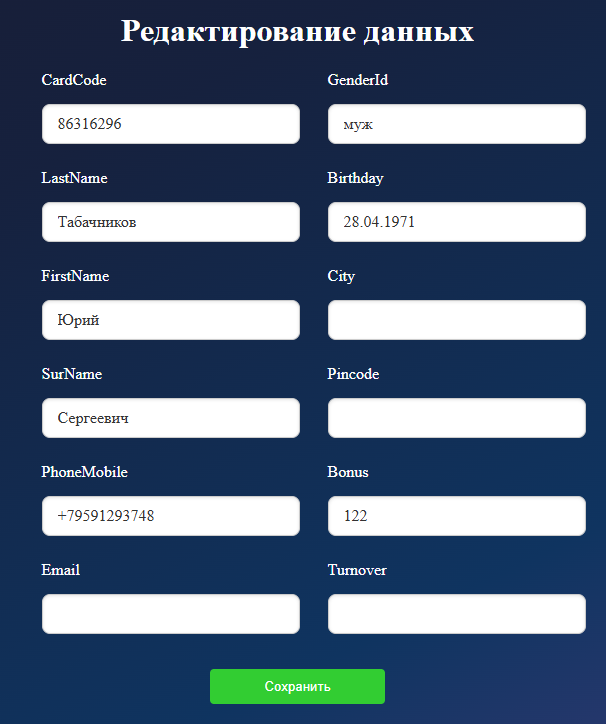 Редактирование данных
CardCode
GenderId
86316296
муж
LastName
Birthday
Табачников
28.04.1971
FirstName
City
Юрий
SurName
Pincode
Сергеевич
PhoneMobile
Bonus
+79591293748
122
Email
Turnover
Сохранить